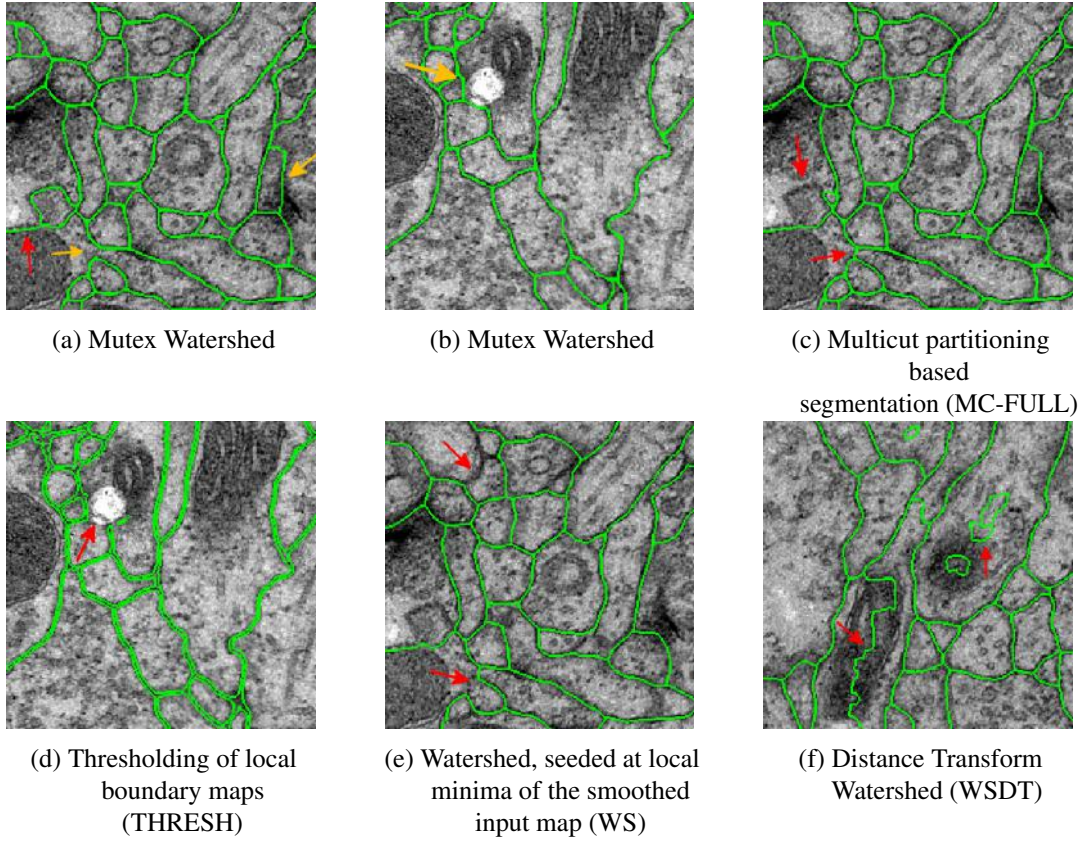 (a) Mutex Watershed
(b) Mutex Watershed
(c) Multicut partitioning
based
segmentation (MC-FULL)
(d) Thresholding of local
boundary maps
(THRESH)
(e) Watershed, seeded at local
minima of the smoothed
input map (WS)
(f) Distance Transform
Watershed (WSDT)